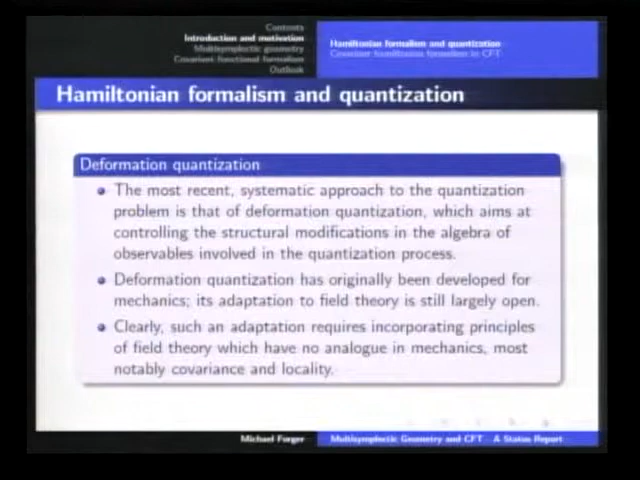 Contents
Introduction and motivation
Multisymplectic geometry
Covariant functional formalism
Outlook
Hamiltonian formalism and quantization
Covariant hamiltonian formalism in CFT
Hamiltonian formalism and quantization
Deformation quantization
The most recent, systematic approach to the quantization
problem is that of deformation quantization, which aims at
controlling the structural modifications in the algebra of
observables involved in the quantization process.
Deformation quantization has originally been developed for
mechanics; its adaptation to field theory is still largely open.
Clearly, such an adaptation requires incorporating principles
of field theory which have no analogue in mechanics, most
notably covariance and locality.
Michael Forger
Multisymplectic Geometry and CFT A Status Report